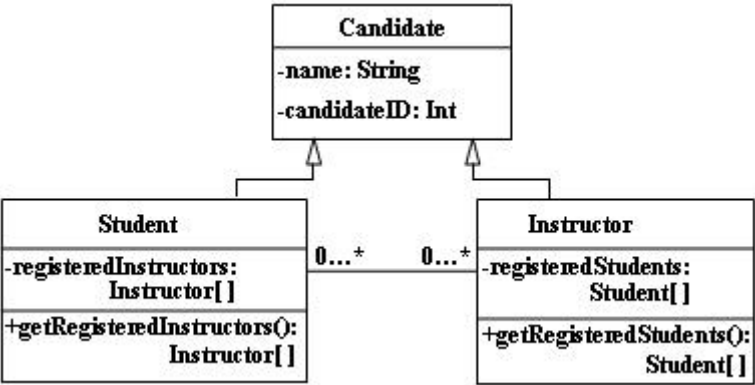 Candidate
-name: String
-candidateID: Int
Student
-registeredInstructors:
Instructor[ ]
+getRegisteredInstructors():
Instructor[ ]
0...*
0...*
Instructor
-registeredStudents:
Student[ ]
+getRegisteredStudents():
Student[ ]